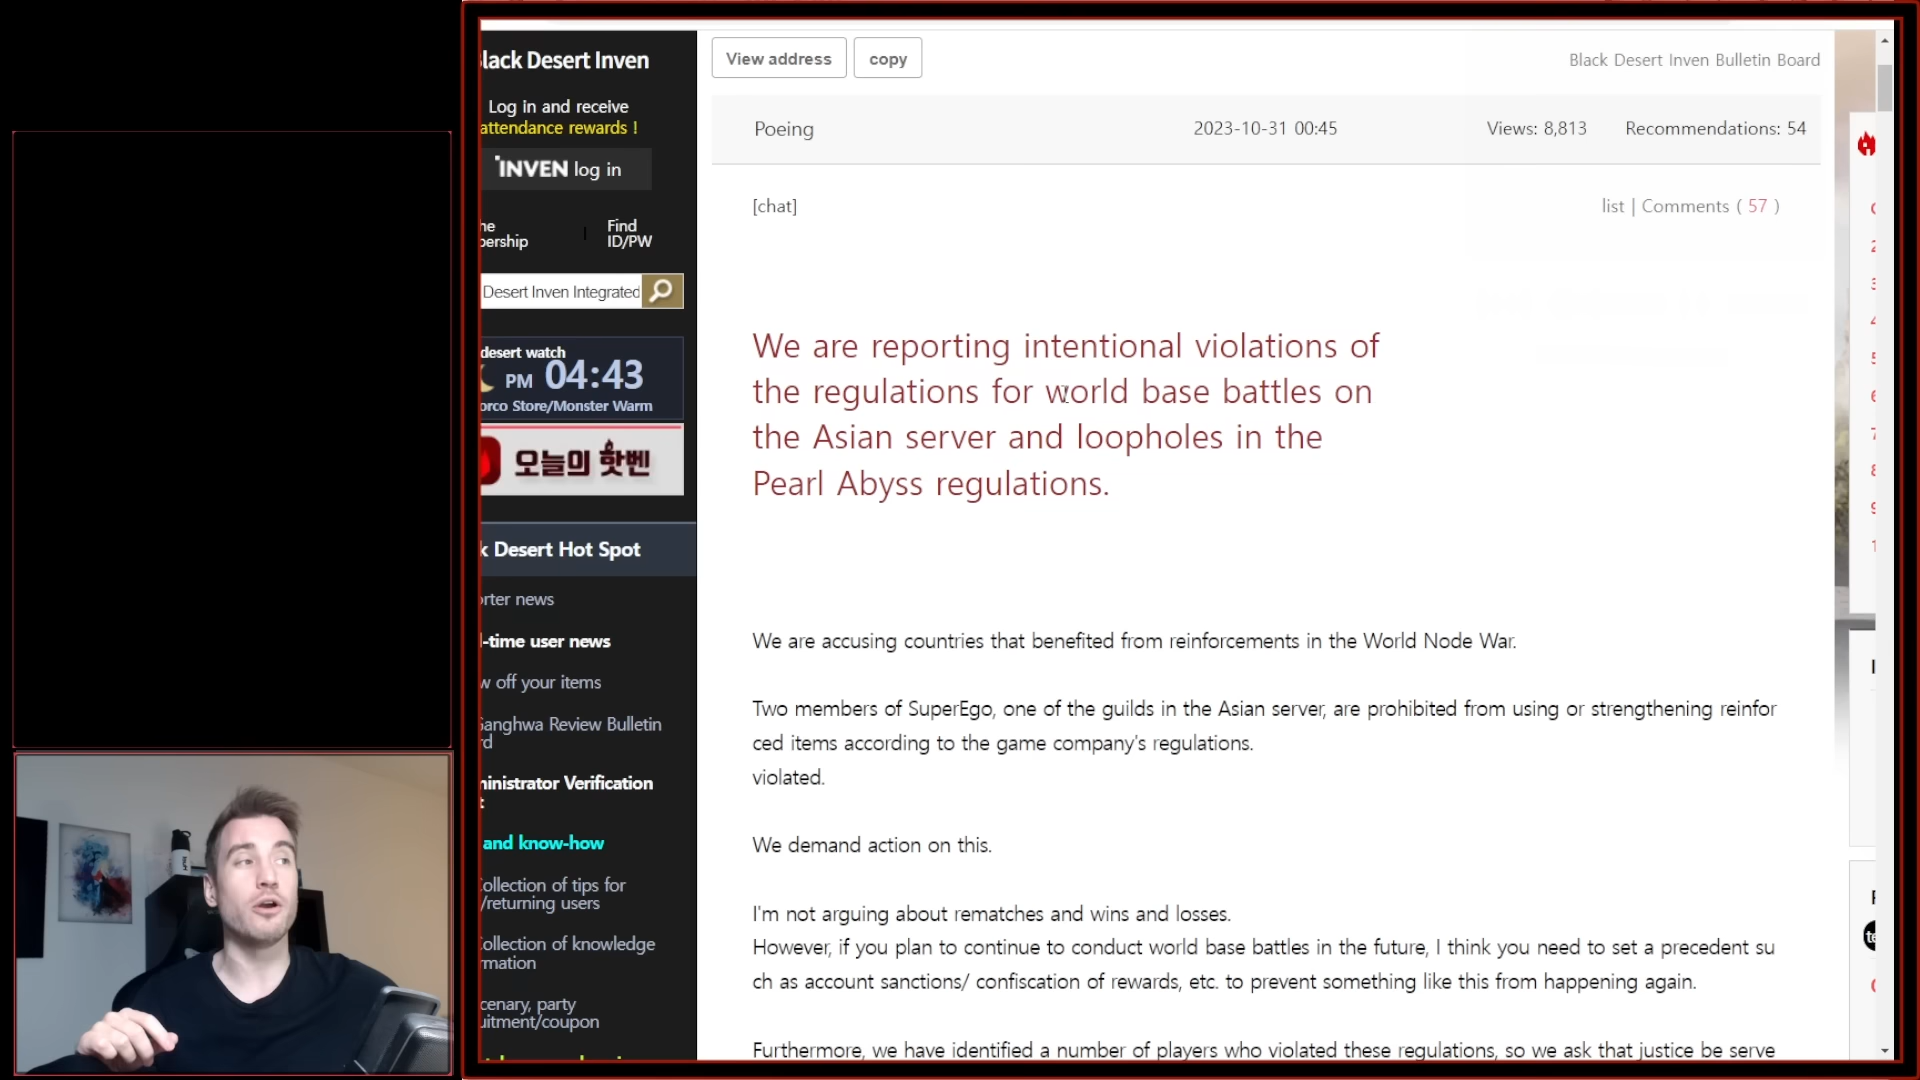 lack Desert Inven
Log in and receive
attendance rewards !
INVEN log in
he
bership
Find
ID/PW
Desert Inven Integrated
desert watch
PM 04:43
orco Store/Monster Warm
오늘의 핫벤
k Desert Hot Spot
orter news
l-time user news
w off your items
Ganghwa Review Bulletin
rd
ministrator Verification
t
and know-how
Collection of tips for
/returning users
Collection of knowledge
rmation
cenary, party
uitment/coupon
View address
copy
Black Desert Inven Bulletin Board
Poeing
2023-10-31 00:45
Views: 8,813
Recommendations: 54
[chat]
list | Comments ( 57 )
We are reporting intentional violations of
the regulations for world base battles on
the Asian server and loopholes in the
Pearl Abyss regulations.
We are accusing countries that benefited from reinforcements in the World Node War.
Two members of SuperEgo, one of the guilds in the Asian server, are prohibited from using or strengthening reinfor
ced items according to the game company's regulations.
violated.
We demand action on this.
I'm not arguing about rematches and wins and losses.
However, if you plan to continue to conduct world base battles in the future, I think you need to set a precedent su
ch as account sanctions/ confiscation of rewards, etc. to prevent something like this from happening again.
Furthermore, we have identified a number of players who violated these regulations, so we ask that justice be serve